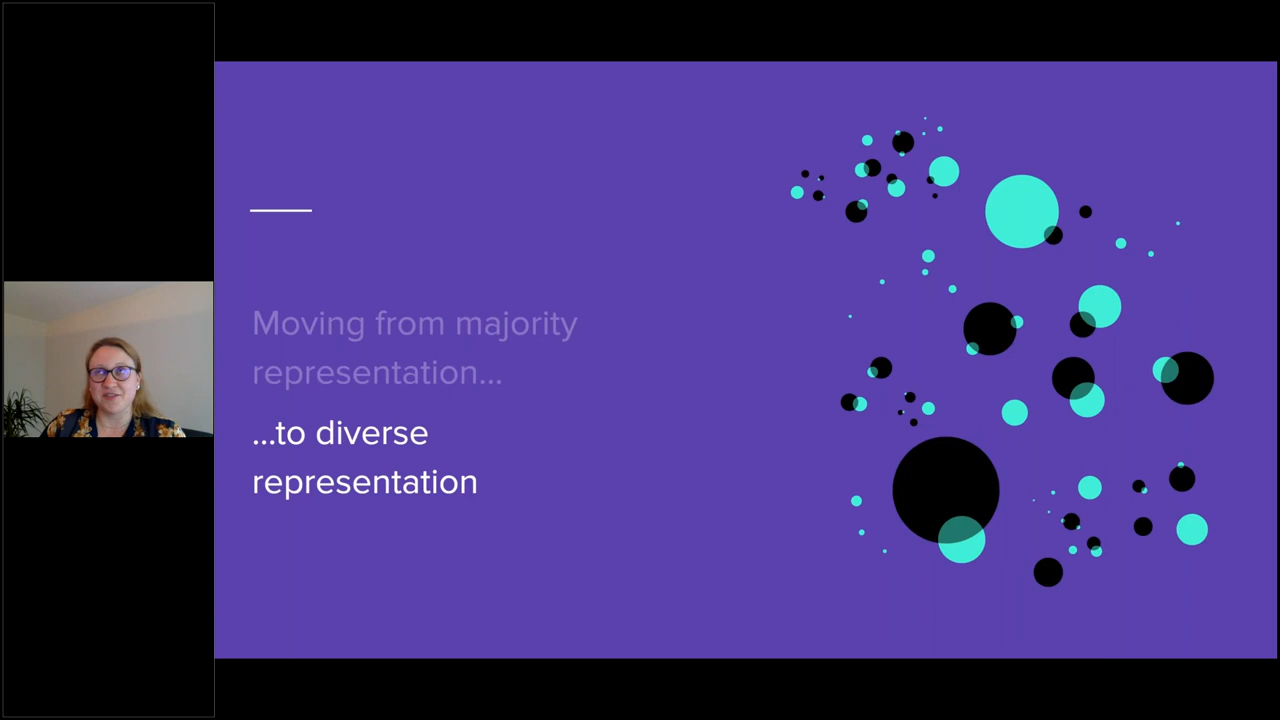 Moving from majority
representation...
...to diverse
representation